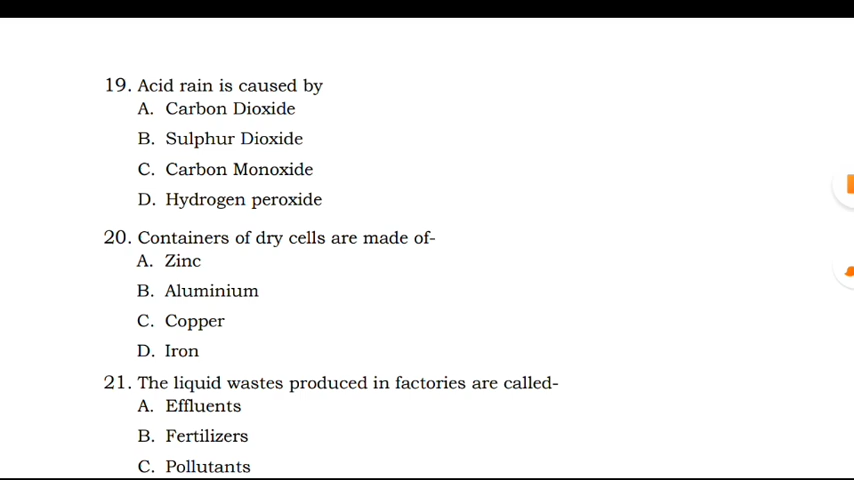 19. Acid rain is caused by
A. Carbon Dioxide
B. Sulphur Dioxide
C. Carbon Monoxide
D. Hydrogen peroxide
20. Containers of dry cells are made of-
A. Zinc
B. Aluminium
C. Copper
D. Iron
21. The liquid wastes produced in factories are called-
A. Effluents
B. Fertilizers
C. Pollutants